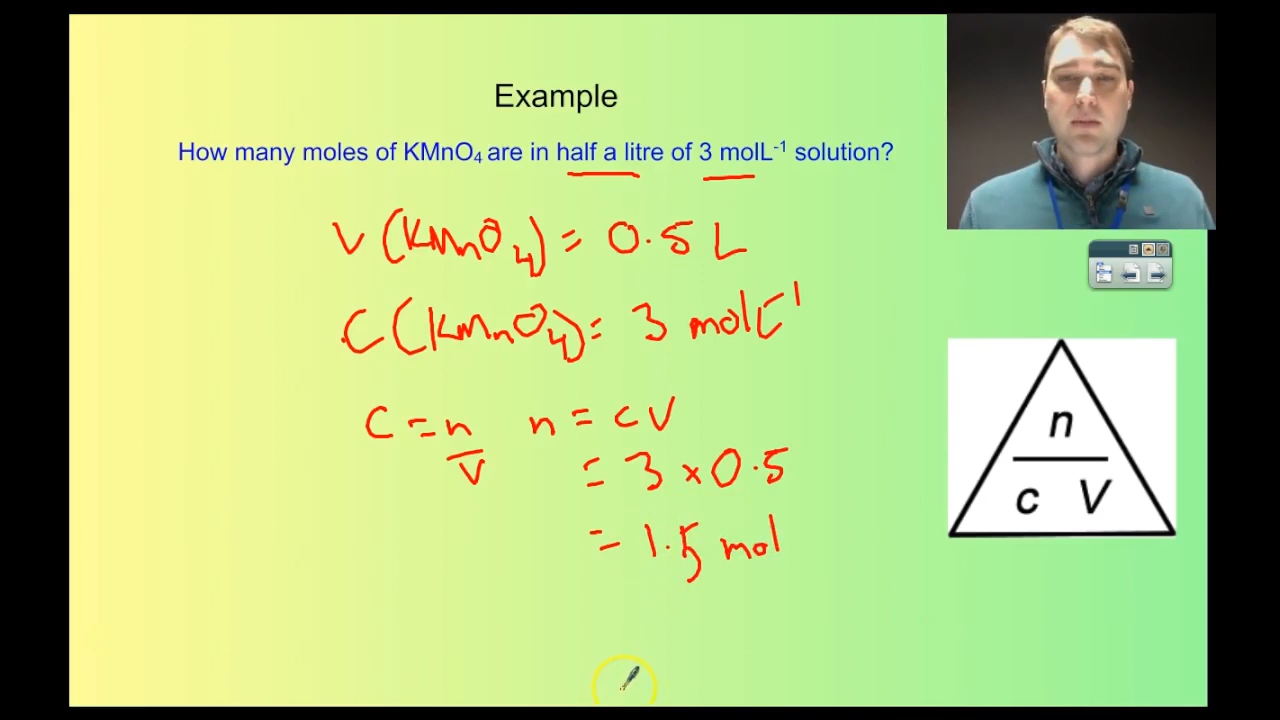 Example
How many moles of KMnO₄ are in half a litre of 3 molL⁻¹ solution?
V (KMnO₄) = 0.5 L
C (KMnO₄) = 3 molL⁻¹
C = n/V n = cV
= 3 × 0.5
= 1.5 mol
n
c V